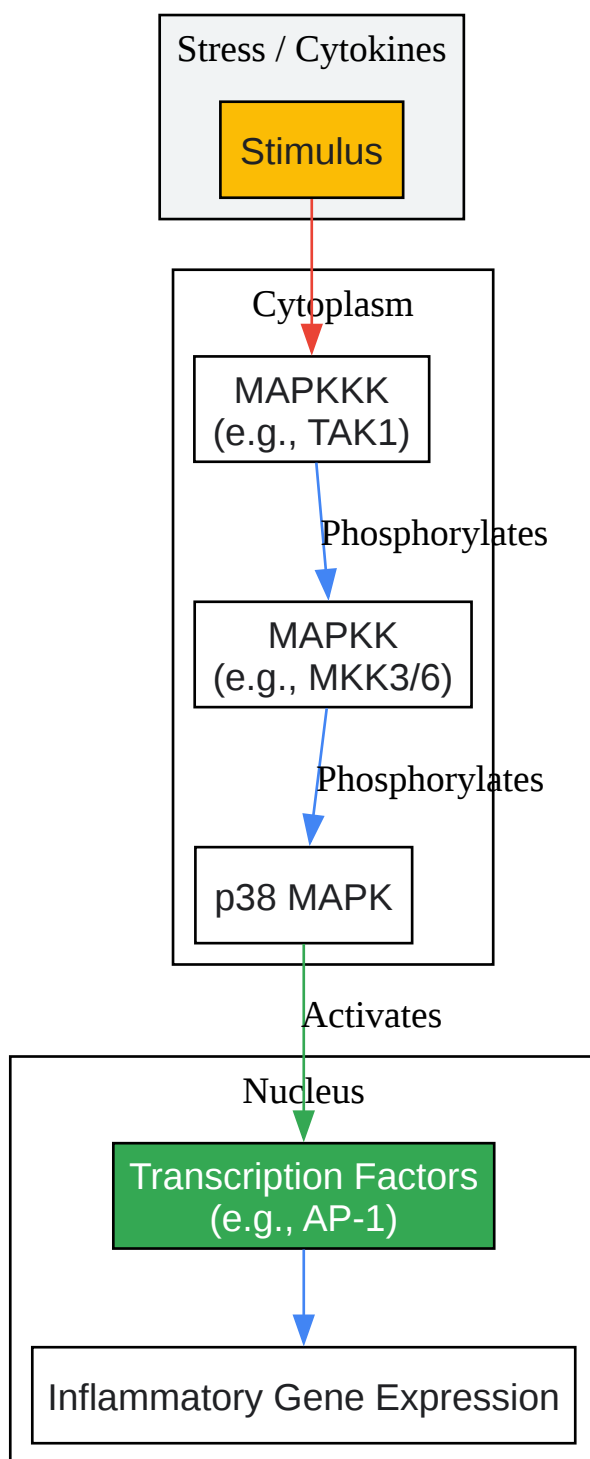 Stress / Cytokines
Stimulus
Cytoplasm
MAPKKK
(e.g., TAK1)
Phosphorylates
MAPKK
(e.g., MKK3/6)
Phosphorylates
p38 MAPK
Activates
Nucleus
Transcription Factors
(e.g., AP-1)
Inflammatory Gene Expression